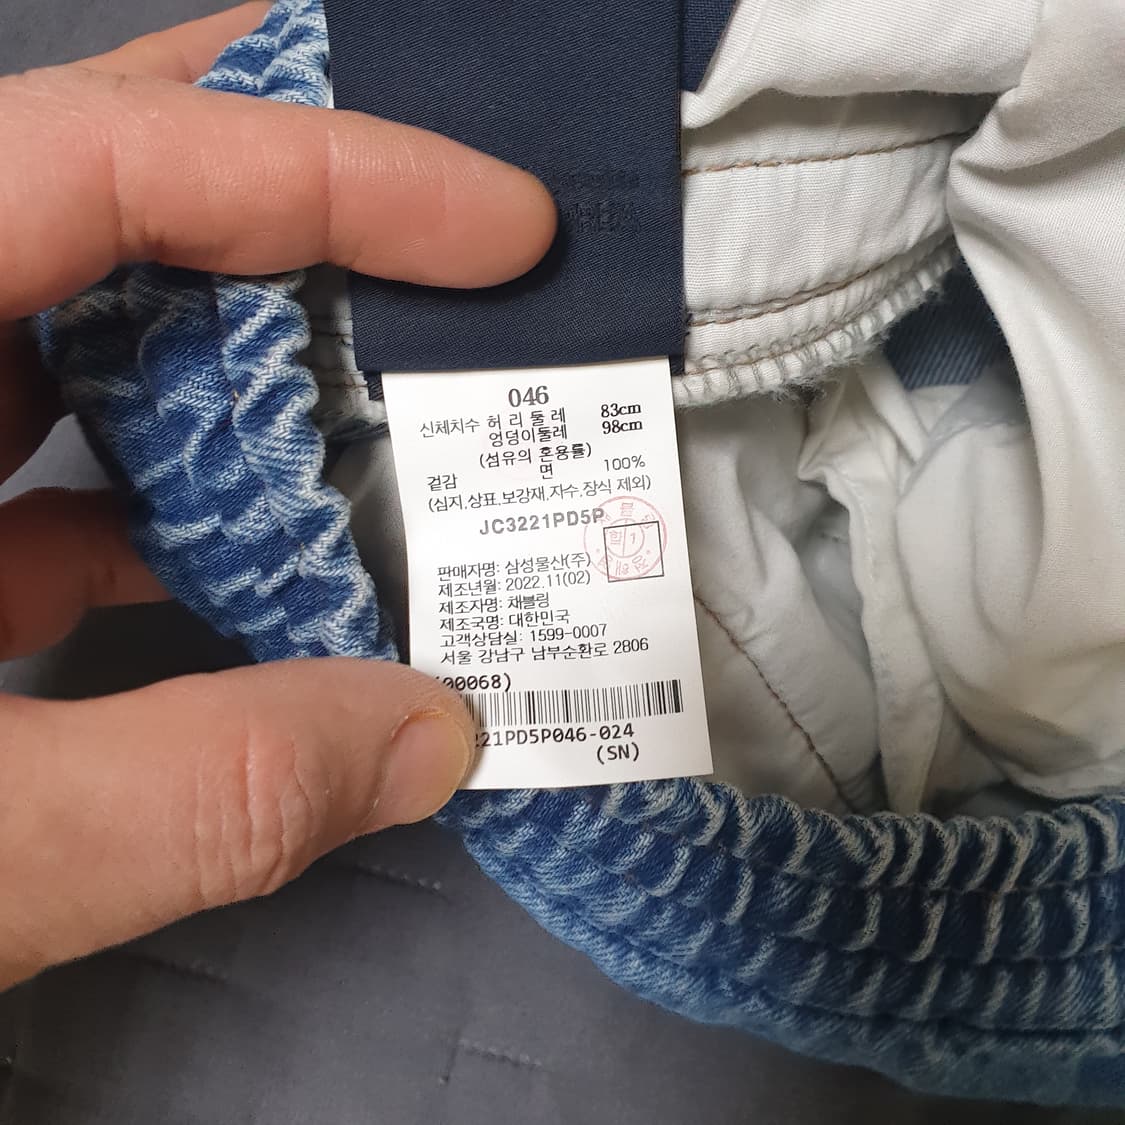 046
신체치수 허 리 둘 레 83cm
엉덩이둘레 98cm
(섬유의 혼용률)
겉감 면 100%
(심지,상표,보강재,자수,장식 제외)
JC3221PD5P
판매자명: 삼성물산(주)
제조년월: 2022.11(02)
제조자명: 채블링
제조국명: 대한민국
고객상담실: 1599-0007
서울 강남구 남부순환로 2806
00068)
221PD5P046-024
(SN)